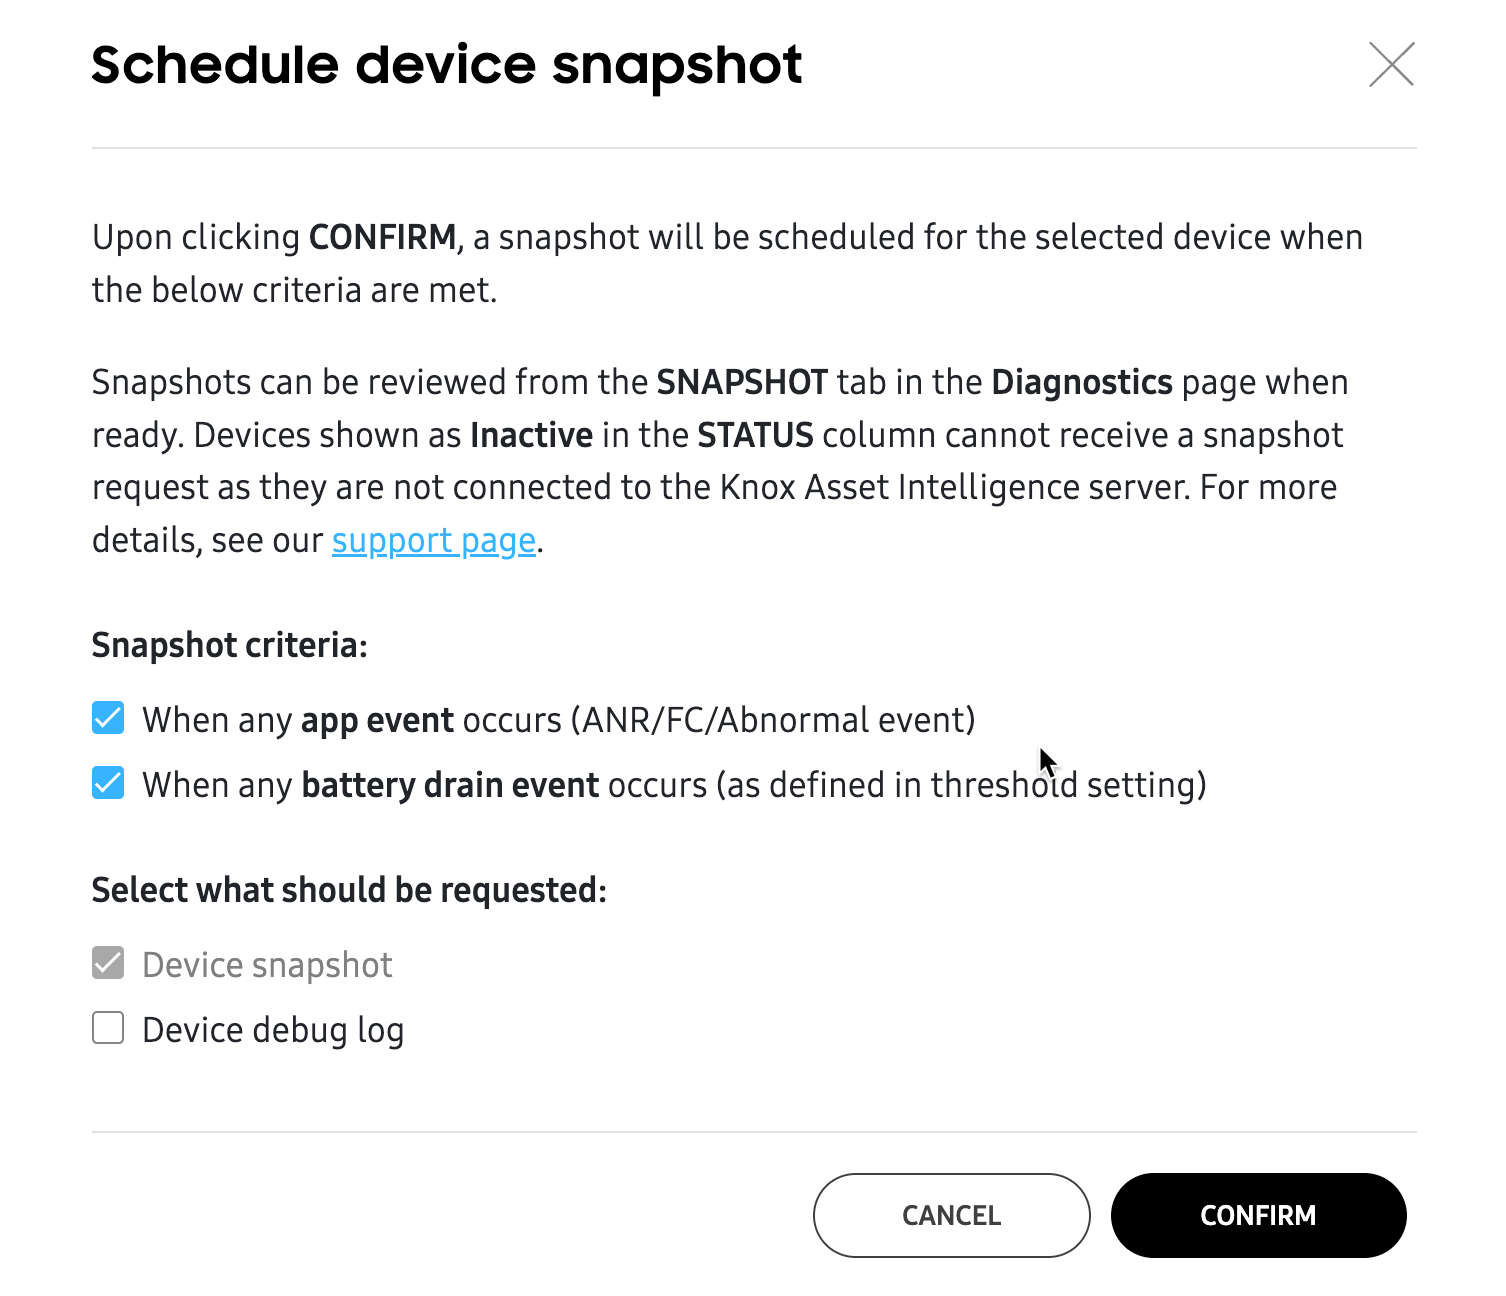 Schedule device snapshot
Upon clicking CONFIRM, a snapshot will be scheduled for the selected device when
the below criteria are met.
Snapshots can be reviewed from the SNAPSHOT tab in the Diagnostics page when
ready. Devices shown as Inactive in the STATUS column cannot receive a snapshot
request as they are not connected to the Knox Asset Intelligence server. For more
details, see our support page.
Snapshot criteria:
When any app event occurs (ANR/FC/Abnormal event)
When any battery drain event occurs (as defined in threshold setting)
Select what should be requested:
Device snapshot
Device debug log
CANCEL
CONFIRM